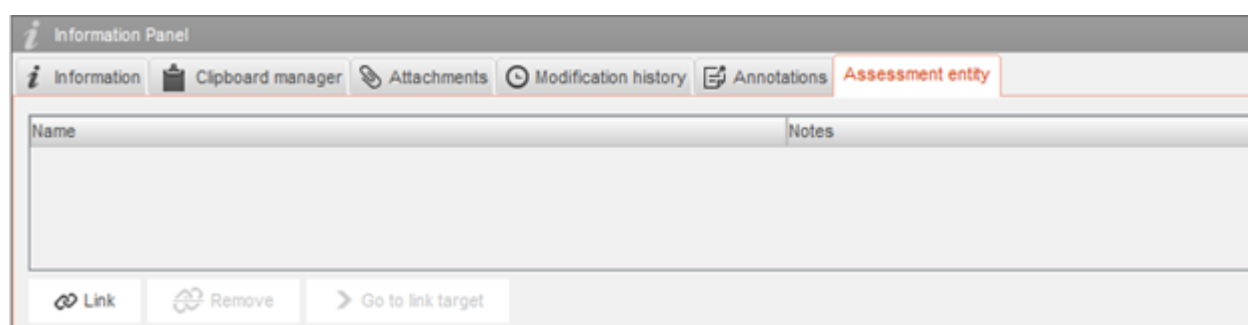 Information Panel
Information Clipboard manager Attachments Modification history Annotations Assessment entity
Name Notes
Link Remove Go to link target